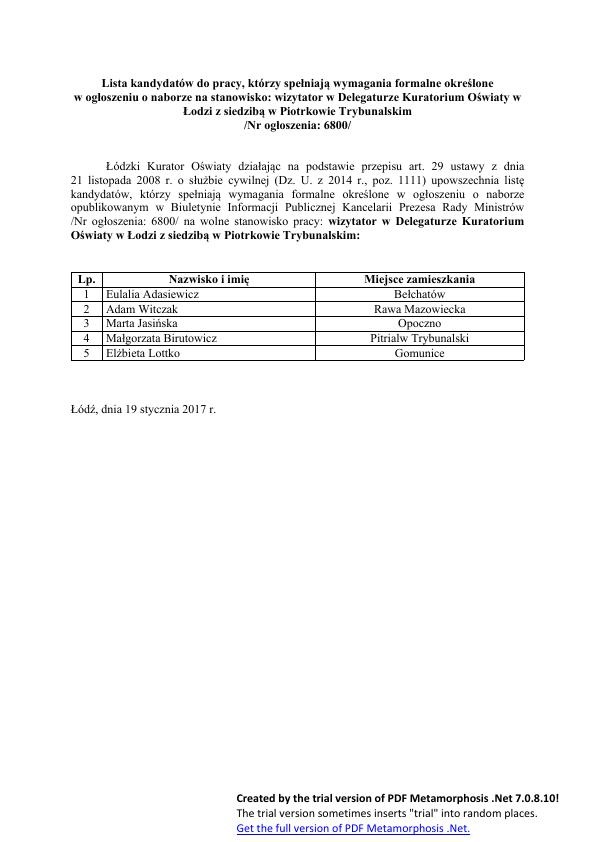 Lista kandydatów do pracy, którzy spełniają wymagania formalne określone
w ogłoszeniu o naborze na stanowisko: wizytator w Delegaturze Kuratorium Oświaty w
Łodzi z siedzibą w Piotrkowie Trybunalskim
/Nr ogłoszenia: 6800/
Łódzki Kurator Oświaty działając na podstawie przepisu art. 29 ustawy z dnia
21 listopada 2008 r. o służbie cywilnej (Dz. U. z 2014 r., poz. 1111) upowszechnia listę
kandydatów, którzy spełniają wymagania formalne określone w ogłoszeniu o naborze
opublikowanym w Biuletynie Informacji Publicznej Kancelarii Prezesa Rady Ministrów
/Nr ogłoszenia: 6800/ na wolne stanowisko pracy: wizytator w Delegaturze Kuratorium
Oświaty w Łodzi z siedzibą w Piotrkowie Trybunalskim:
Lp. Nazwisko i imię Miejsce zamieszkania
1 Eulalia Adasiewicz Bełchatów
2 Adam Witczak Rawa Mazowiecka
3 Marta Jasińska Opoczno
4 Małgorzata Birutowicz Pitrialw Trybunalski
5 Elżbieta Lottko Gomunice
Łódź, dnia 19 stycznia 2017 r.
Created by the trial version of PDF Metamorphosis .Net 7.0.8.10!
The trial version sometimes inserts "trial" into random places.
Get the full version of PDF Metamorphosis .Net.